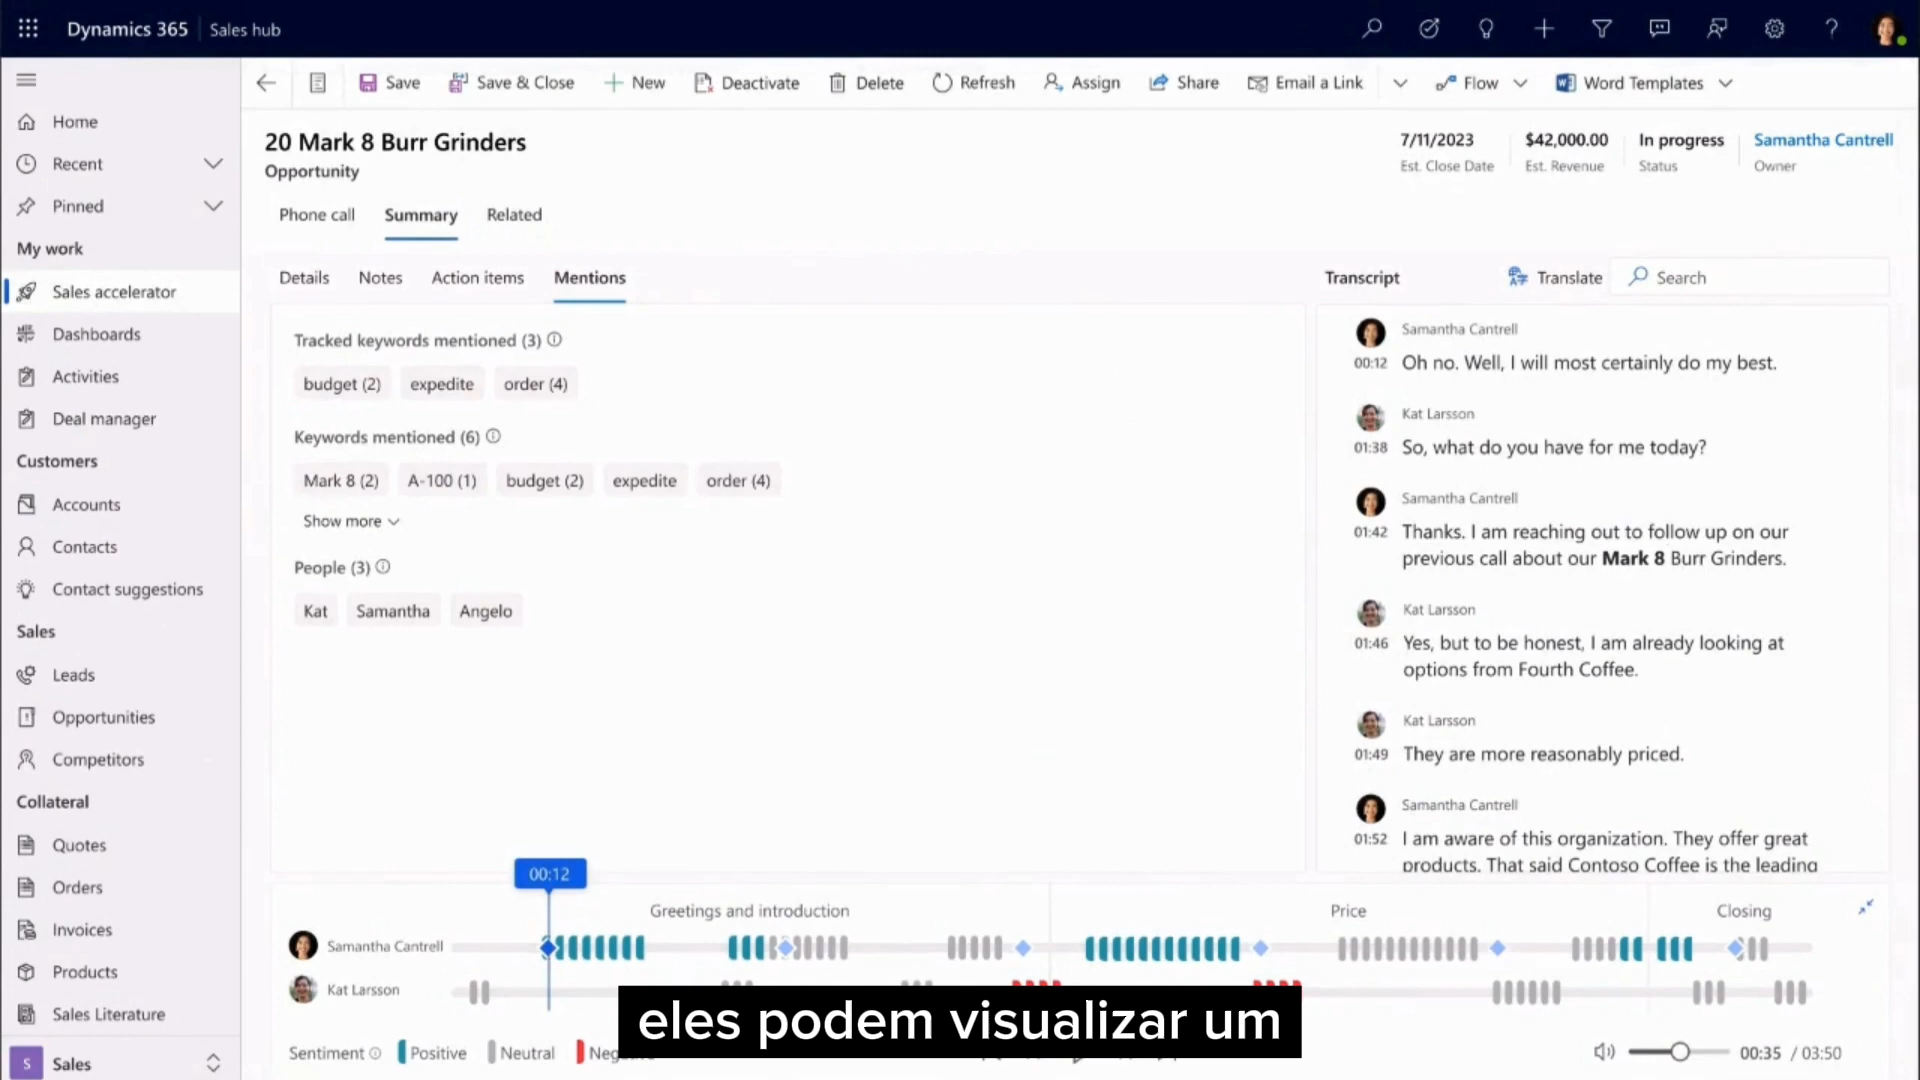 Dynamics 365
Sales hub
Save
Save & Close
New
Deactivate
Delete
Refresh
Assign
Share
Email a Link
Flow
Word Templates
Home
Recent
Pinned
My work
Sales accelerator
Dashboards
Activities
Deal manager
Customers
Accounts
Contacts
Contact suggestions
Sales
Leads
Opportunities
Competitors
Collateral
Quotes
Orders
Invoices
Products
Sales Literature
S
Sales
20 Mark 8 Burr Grinders
Opportunity
7/11/2023
Est. Close Date
$42,000.00
Est. Revenue
In progress
Status
Samantha Cantrell
Owner
Phone call
Summary
Related
Details
Notes
Action items
Mentions
Tracked keywords mentioned (3)
budget (2)
expedite
order (4)
Keywords mentioned (6)
Mark 8 (2)
A-100 (1)
budget (2)
expedite
order (4)
Show more
People (3)
Kat
Samantha
Angelo
Transcript
Translate
Search
Samantha Cantrell
00:12 Oh no. Well, I will most certainly do my best.
Kat Larsson
01:38 So, what do you have for me today?
Samantha Cantrell
01:42 Thanks. I am reaching out to follow up on our
previous call about our Mark 8 Burr Grinders.
Kat Larsson
01:46 Yes, but to be honest, I am already looking at
options from Fourth Coffee.
Kat Larsson
01:49 They are more reasonably priced.
Samantha Cantrell
01:52 I am aware of this organization. They offer great
products. That said Contoso Coffee is the leading
00:12
Greetings and introduction
Price
Closing
Samantha Cantrell
Kat Larsson
eles podem visualizar um
Sentiment
Positive
Neutral
00:35 / 03:50